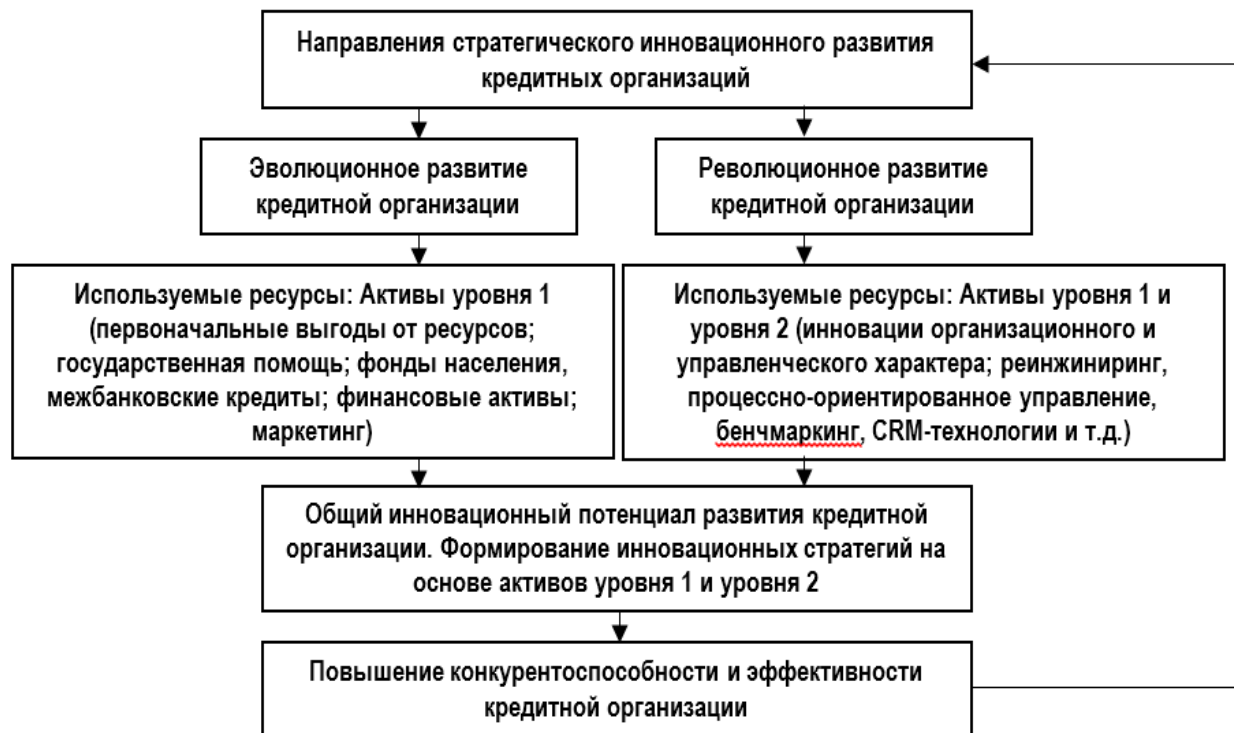 Направления стратегического инновационного развития
кредитных организаций
Эволюционное развитие
кредитной организации
Революционное развитие
кредитной организации
Используемые ресурсы: Активы уровня 1
(первоначальные выгоды от ресурсов;
государственная помощь; фонды населения,
межбанковские кредиты; финансовые активы;
маркетинг)
Используемые ресурсы: Активы уровня 1 и
уровня 2 (инновации организационного и
управленческого характера; реинжиниринг,
процессно-ориентированное управление,
бенчмаркинг, CRM-технологии и т.д.)
Общий инновационный потенциал развития кредитной
организации. Формирование инновационных стратегий на
основе активов уровня 1 и уровня 2
Повышение конкурентоспособности и эффективности
кредитной организации